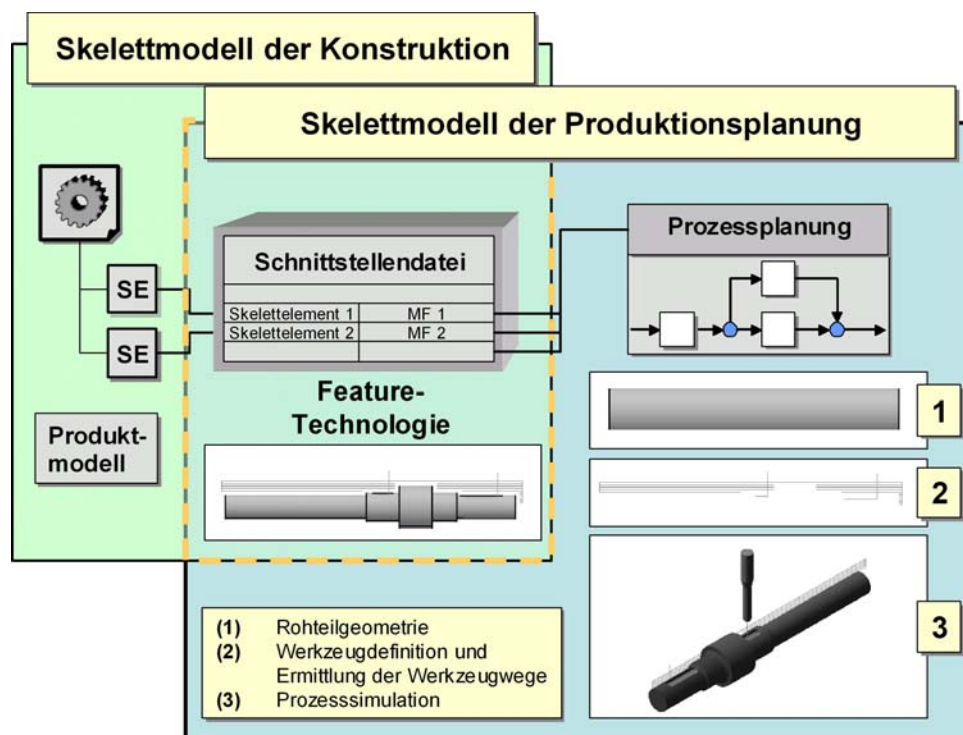 Skelettmodell der Konstruktion
Skelettmodell der Produktionsplanung
SE
SE
Produkt-
modell
Schnittstellendatei
Skelettelement 1 MF 1
Skelettelement 2 MF 2
Feature-
Technologie
Prozessplanung
1
2
3
(1) Rohteilgeometrie
(2) Werkzeugdefinition und
Ermittlung der Werkzeugwege
(3) Prozesssimulation